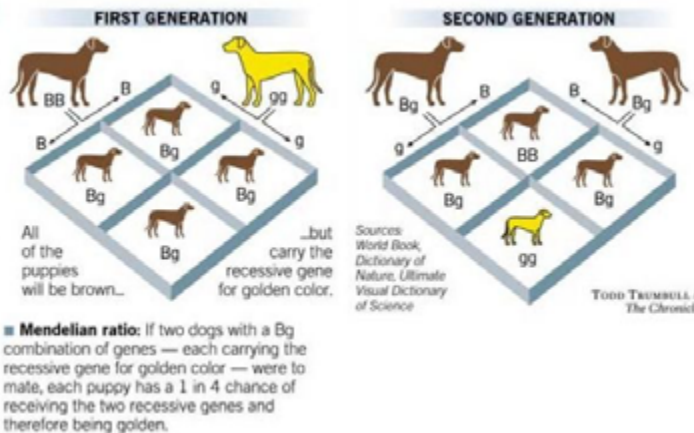 FIRST GENERATION
BB
B
B
g
gg
g
Bg
Bg
Bg
Bg
All
of the
puppies
will be brown...
...but
carry the
recessive gene
for golden color.
■ Mendelian ratio: If two dogs with a Bg
combination of genes — each carrying the
recessive gene for golden color — were to
mate, each puppy has a 1 in 4 chance of
receiving the two recessive genes and
therefore being golden.
SECOND GENERATION
Bg
B
g
B
Bg
g
BB
Bg
Bg
gg
Sources:
World Book,
Dictionary of
Nature, Ultimate
Visual Dictionary
of Science
TODD TRUMBULL
The Chronicl